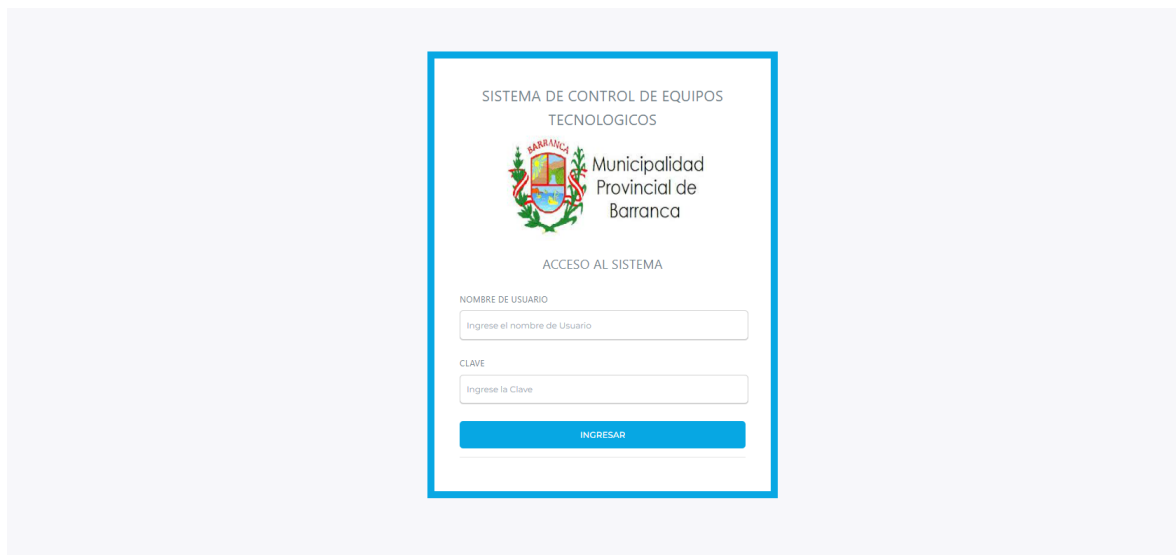 SISTEMA DE CONTROL DE EQUIPOS
TECNOLOGICOS
BARRANCA
Municipalidad
Provincial de
Barranca
ACCESO AL SISTEMA
NOMBRE DE USUARIO
Ingrese el nombre de Usuario
CLAVE
Ingrese la Clave
INGRESAR